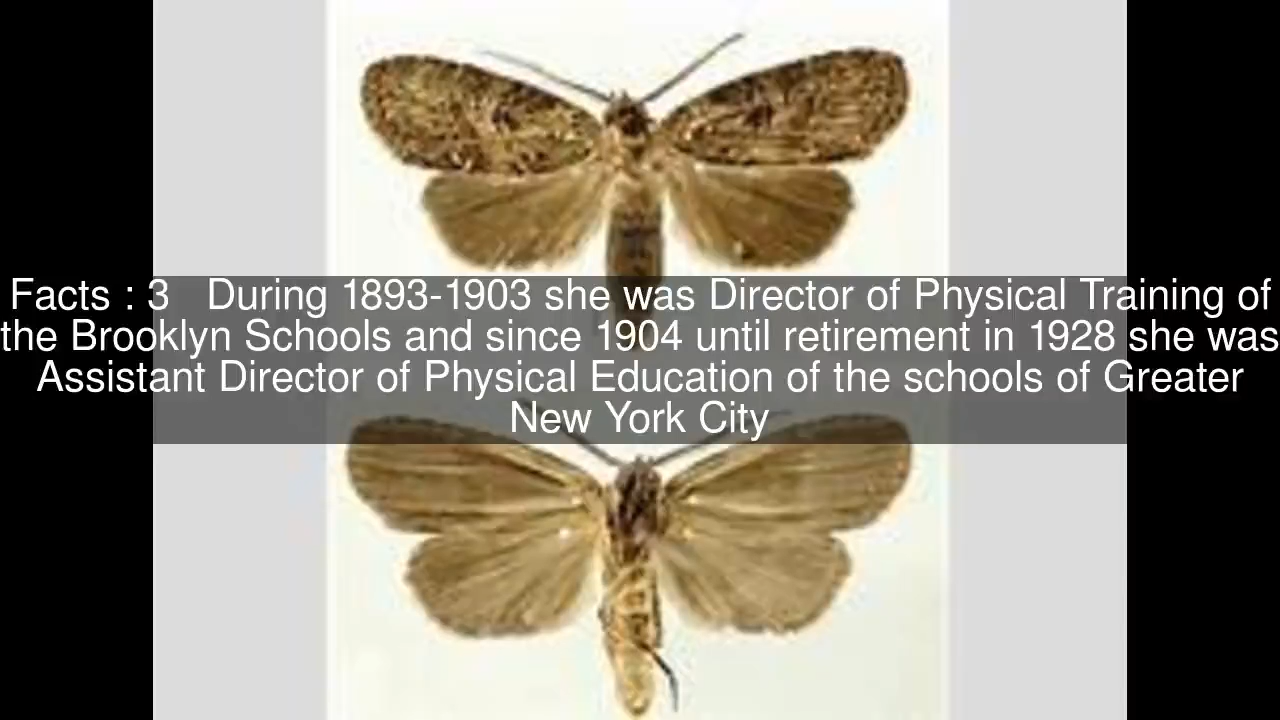 Facts : 3 During 1893-1903 she was Director of Physical Training of
the Brooklyn Schools and since 1904 until retirement in 1928 she was
Assistant Director of Physical Education of the schools of Greater
New York City